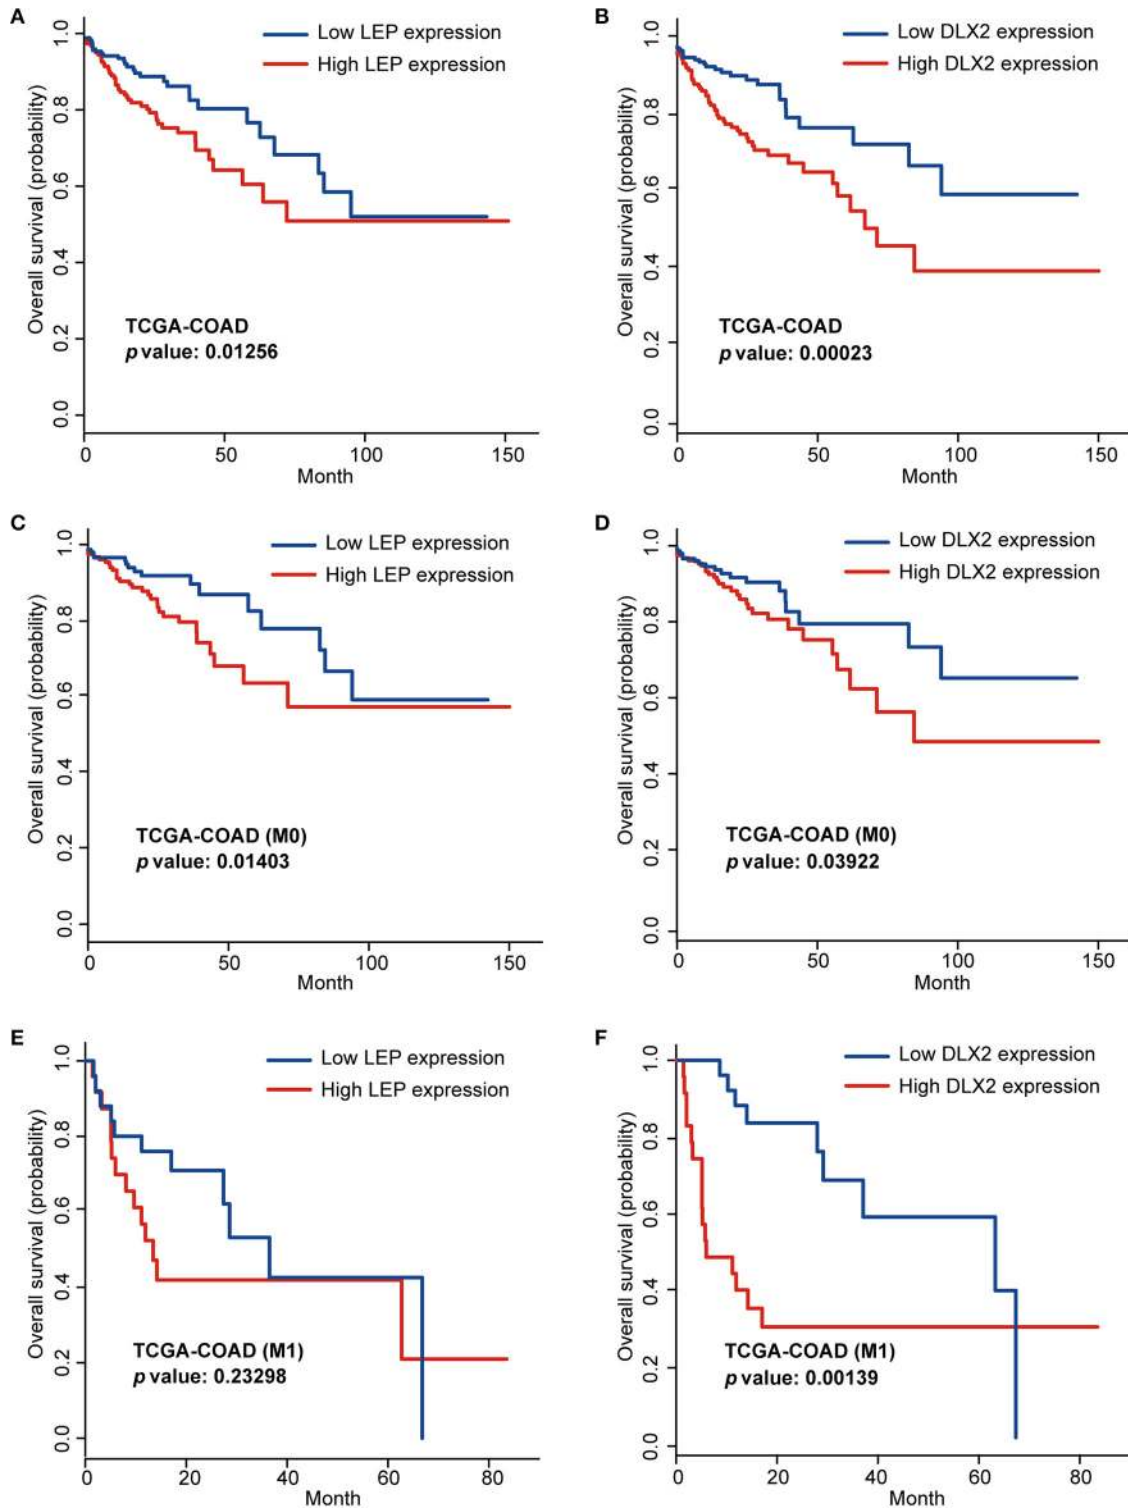 A
Low LEP expression
High LEP expression
Overall survival (probability)
1.0
0.8
0.6
0.4
0.2
0.0
TCGA-COAD
p value: 0.01256
0 50 100 150
Month
B
Low DLX2 expression
High DLX2 expression
Overall survival (probability)
1.0
0.8
0.6
0.4
0.2
0.0
TCGA-COAD
p value: 0.00023
0 50 100 150
Month
C
Low LEP expression
High LEP expression
Overall survival (probability)
1.0
0.8
0.6
0.4
0.2
0.0
TCGA-COAD (M0)
p value: 0.01403
0 50 100 150
Month
D
Low DLX2 expression
High DLX2 expression
Overall survival (probability)
1.0
0.8
0.6
0.4
0.2
0.0
TCGA-COAD (M0)
p value: 0.03922
0 50 100 150
Month
E
Low LEP expression
High LEP expression
Overall survival (probability)
1.0
0.8
0.6
0.4
0.2
0.0
TCGA-COAD (M1)
p value: 0.23298
0 20 40 60 80
Month
F
Low DLX2 expression
High DLX2 expression
Overall survival (probability)
1.0
0.8
0.6
0.4
0.2
0.0
TCGA-COAD (M1)
p value: 0.00139
0 20 40 60 80
Month